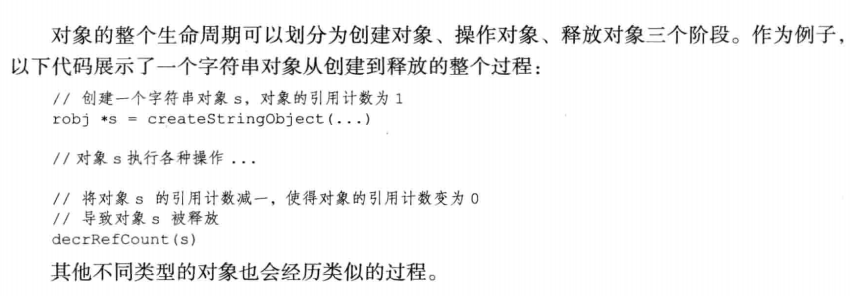 对象的整个生命周期可以划分为创建对象、操作对象、释放对象三个阶段。作为例子，
以下代码展示了一个字符串对象从创建到释放的整个过程：
// 创建一个字符串对象 s，对象的引用计数为 1
robj *s = createStringObject(...)
// 对象 s 执行各种操作 ...
// 将对象 s 的引用计数减一，使得对象的引用计数变为 0
// 导致对象 s 被释放
decrRefCount(s)
其他不同类型的对象也会经历类似的过程。